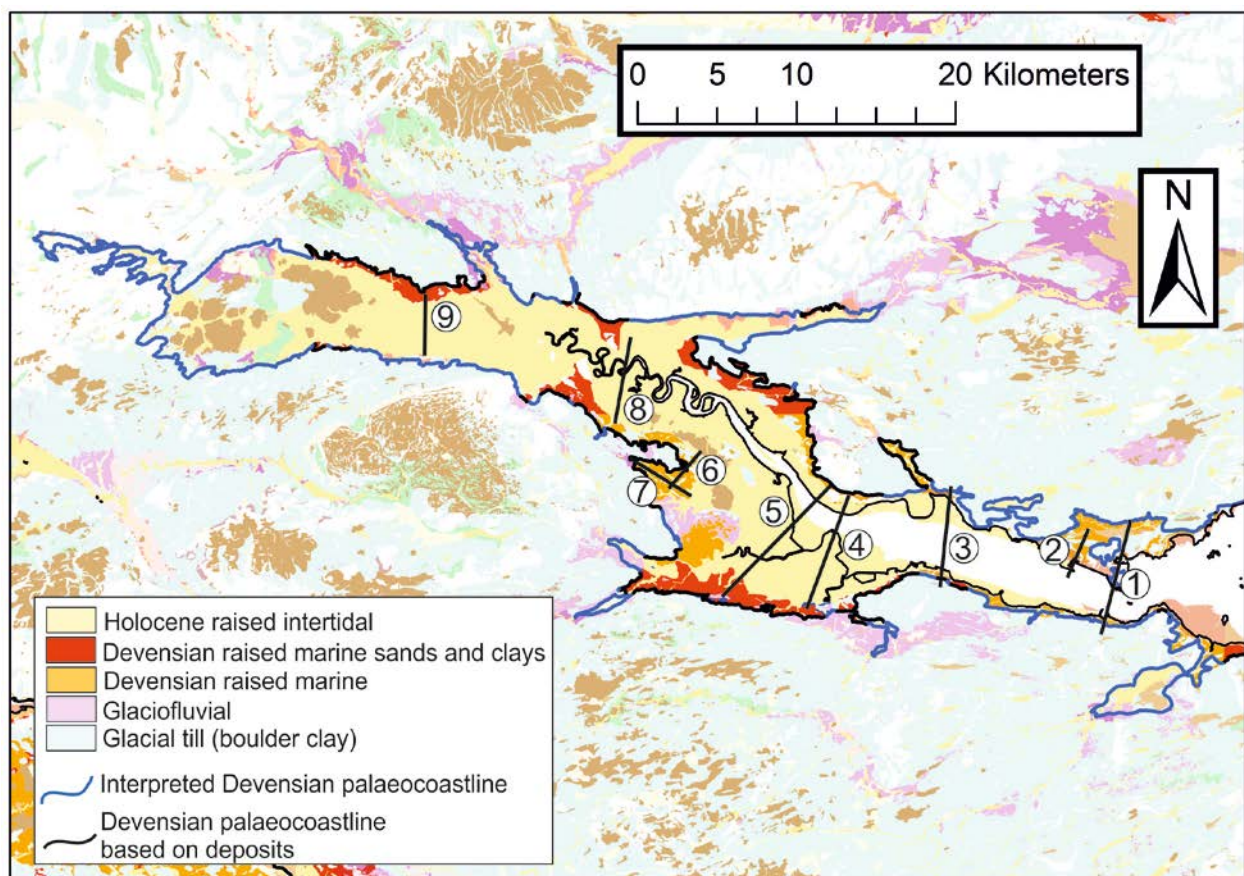 0 5 10 20 Kilometers
N
9
8
6
7
5
4
3
2
1
Holocene raised intertidal
Devensian raised marine sands and clays
Devensian raised marine
Glaciofluvial
Glacial till (boulder clay)
Interpreted Devensian palaeocoastline
Devensian palaeocoastline
based on deposits